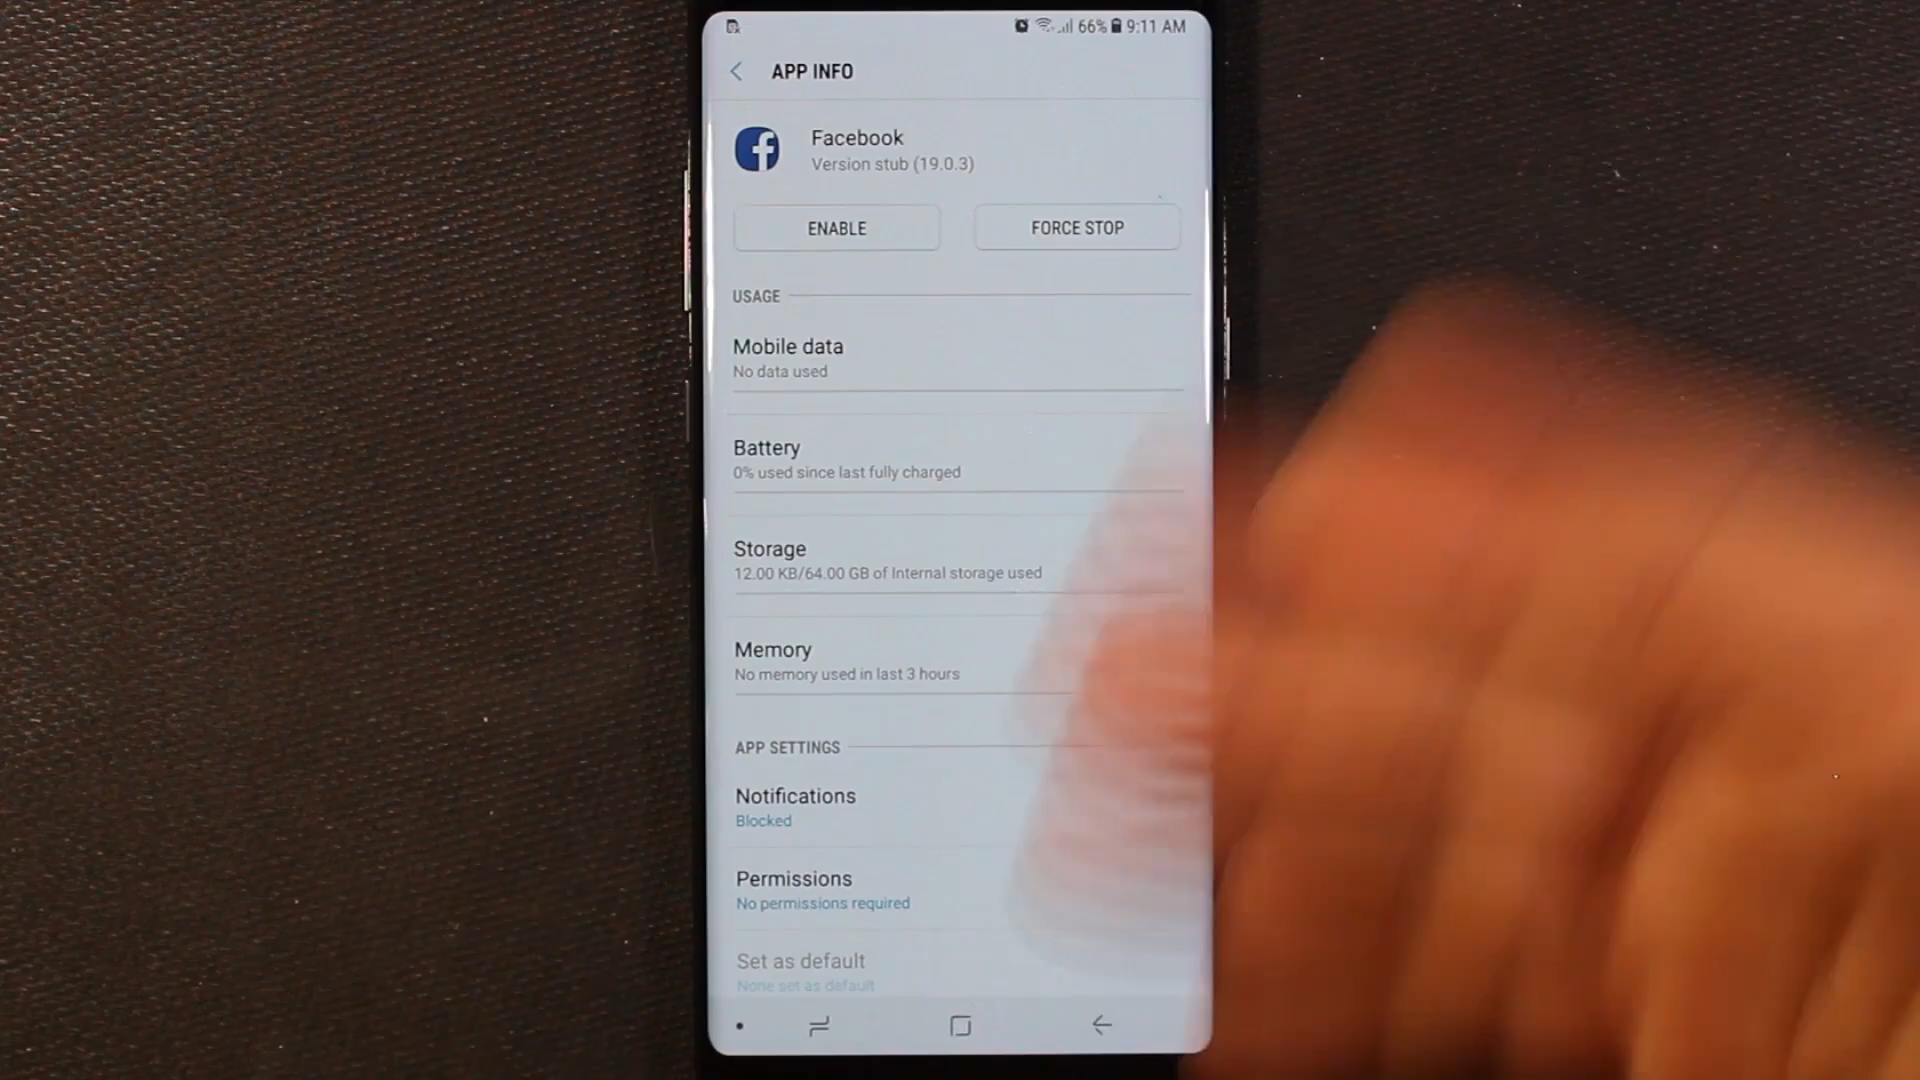 66% 9:11 AM
APP INFO
Facebook
Version stub (19.0.3)
ENABLE
FORCE STOP
USAGE
Mobile data
No data used
Battery
0% used since last fully charged
Storage
12.00 KB/64.00 GB of Internal storage used
Memory
No memory used in last 3 hours
APP SETTINGS
Notifications
Blocked
Permissions
No permissions required
Set as default
None set as default